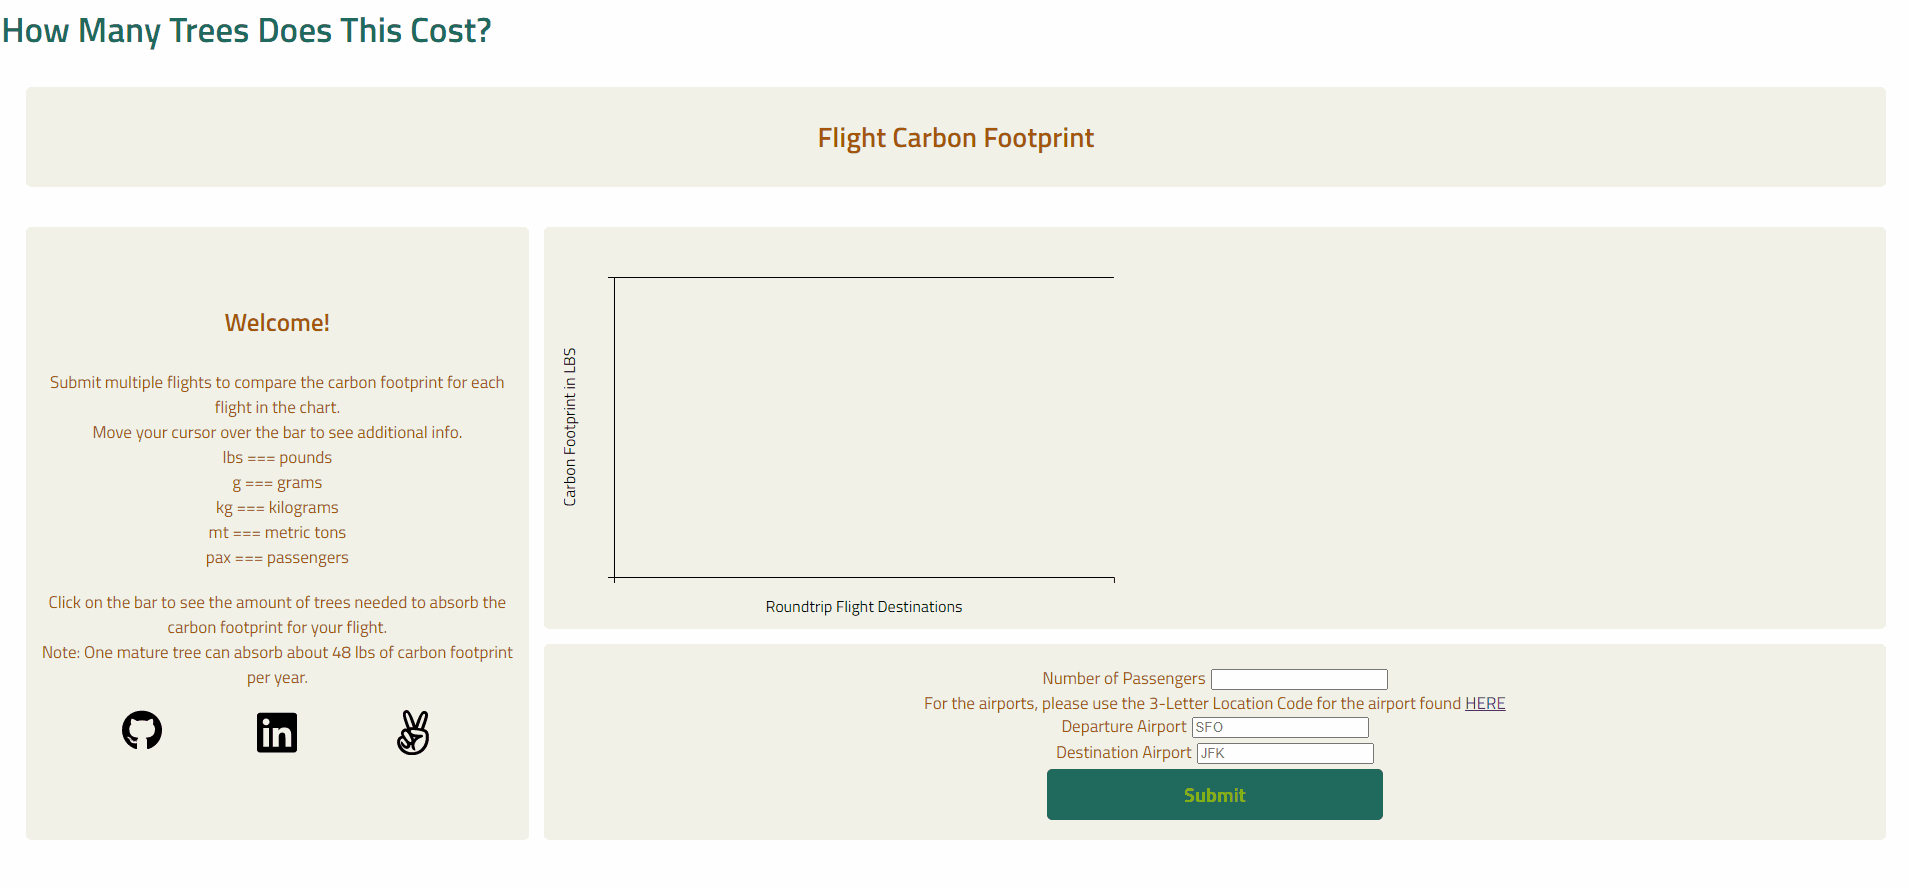 How Many Trees Does This Cost?
Flight Carbon Footprint
Welcome!
Submit multiple flights to compare the carbon footprint for each
flight in the chart.
Move your cursor over the bar to see additional info.
lbs === pounds
g === grams
kg === kilograms
mt === metric tons
pax === passengers
Click on the bar to see the amount of trees needed to absorb the
carbon footprint for your flight.
Note: One mature tree can absorb about 48 lbs of carbon footprint
per year.
in
Carbon Footprint in LBS
Roundtrip Flight Destinations
Number of Passengers
For the airports, please use the 3-Letter Location Code for the airport found HERE
Departure Airport SFO
Destination Airport JFK
Submit